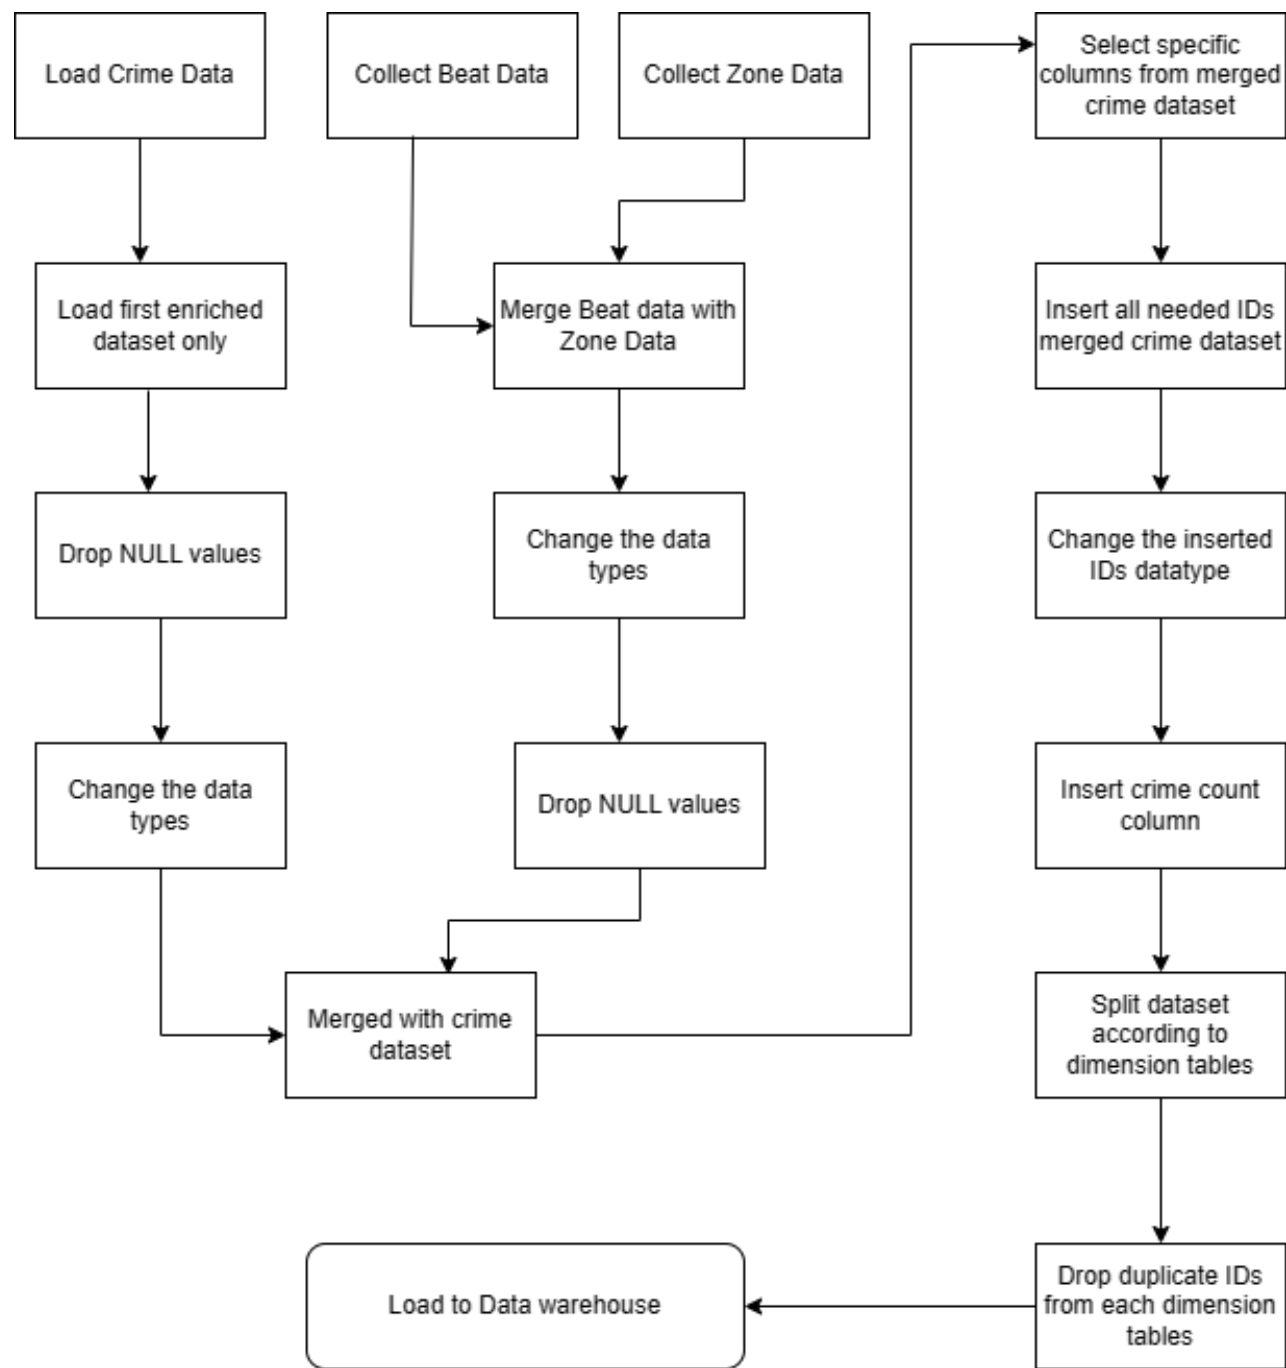 Load Crime Data
Collect Beat Data
Collect Zone Data
Select specific
columns from merged
crime dataset
Load first enriched
dataset only
Merge Beat data with
Zone Data
Insert all needed IDs
merged crime dataset
Drop NULL values
Change the data
types
Change the inserted
IDs datatype
Change the data
types
Drop NULL values
Insert crime count
column
Merged with crime
dataset
Split dataset
according to
dimension tables
Load to Data warehouse
Drop duplicate IDs
from each dimension
tables